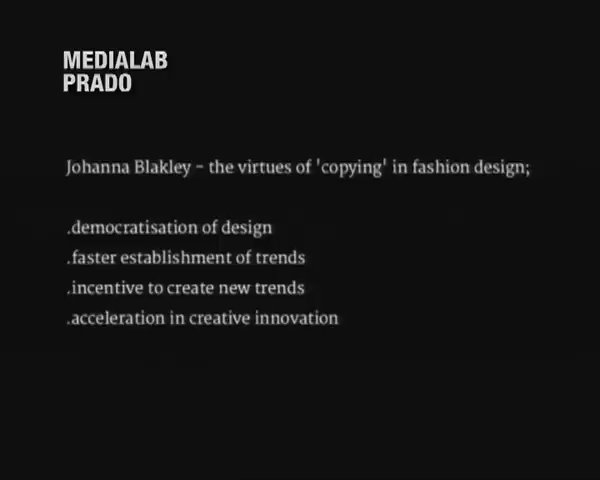 MEDIALAB
PRADO
Johanna Blakley - the virtues of 'copying' in fashion design;
.democratisation of design
.faster establishment of trends
.incentive to create new trends
.acceleration in creative innovation